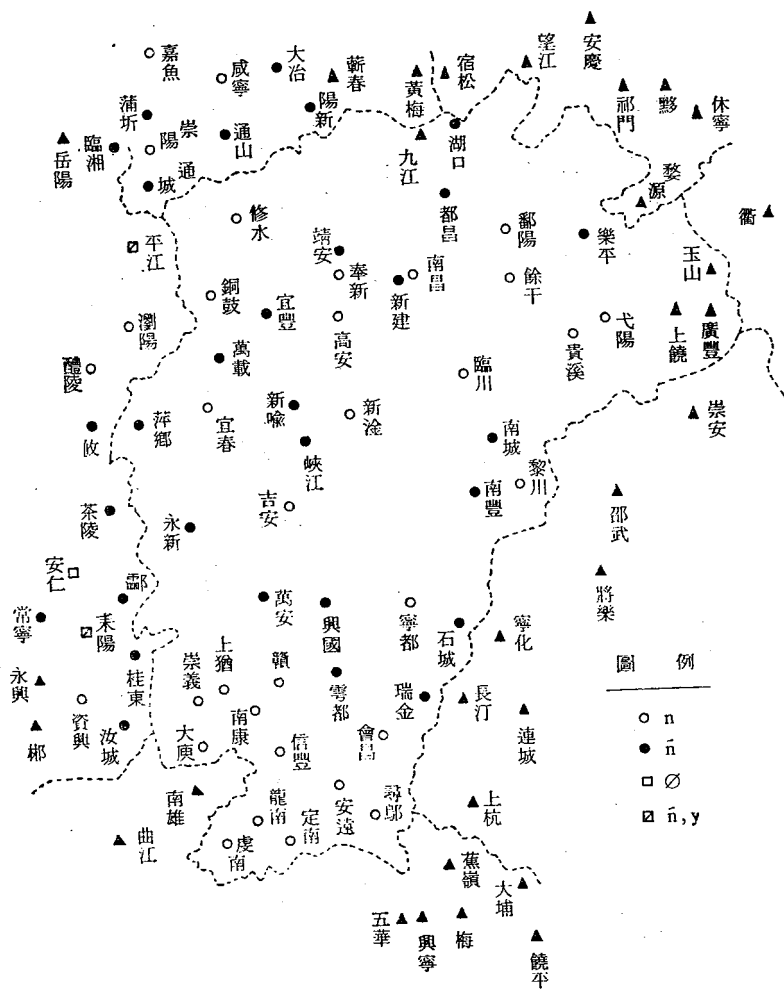 嘉魚
咸寧
大冶
蘄春
黃梅
宿松
望江
安慶
祁門
黟
休寧
陽新
蒲圻
崇陽
通山
岳陽
臨湘
通城
九江
湖口
婺源
衢
修水
都昌
鄱陽
樂平
玉山
平江
靖安
奉新
新建
南昌
餘干
銅鼓
宜豐
高安
瀏陽
弋陽
貴溪
上饒
廣豐
萬載
醴陵
臨川
新喻
新淦
宜春
萍鄉
攸
峽江
南城
崇安
黎川
南豐
吉安
邵武
茶陵
永新
安仁
酃
將樂
常寧
耒陽
萬安
興國
寧都
石城
寧化
圖 例
桂東
永興
崇義
上猶
贛
雩都
瑞金
長汀
n
郴
資興
汝城
大庾
南康
信豐
會昌
連城
ñ
Ø
南雄
龍南
定南
安遠
尋鄔
上杭
ñ, y
曲江
虔南
蕉嶺
大埔
五華
興寧
梅
饒平